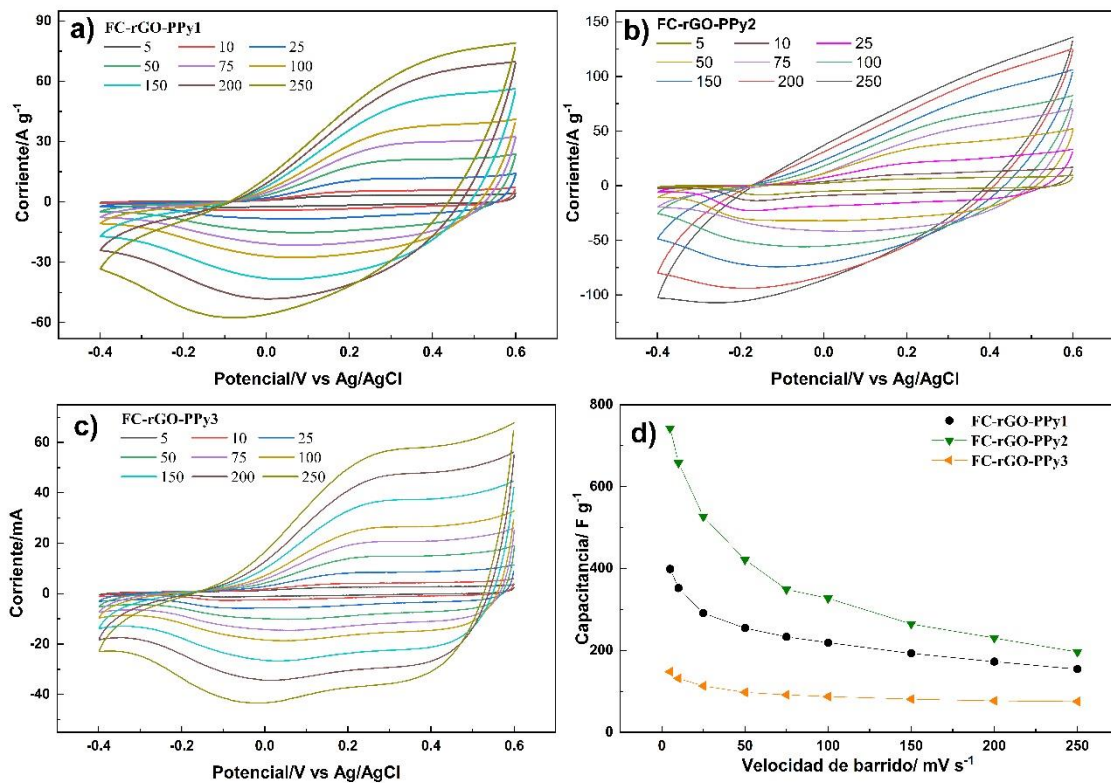 a)
FC-rGO-PPy1
5 10 25
50 75 100
150 200 250
Corriente/A g⁻¹
90
60
30
0
-30
-60
-0.4 -0.2 0.0 0.2 0.4 0.6
Potencial/V vs Ag/AgCl
b)
FC-rGO-PPy2
5 10 25
50 75 100
150 200 250
Corriente/A g⁻¹
150
100
50
0
-50
-100
-0.4 -0.2 0.0 0.2 0.4 0.6
Potencial/V vs Ag/AgCl
c)
FC-rGO-PPy3
5 10 25
50 75 100
150 200 250
Corriente/mA
60
40
20
0
-20
-40
-0.4 -0.2 0.0 0.2 0.4 0.6
Potencial/V vs Ag/AgCl
d)
FC-rGO-PPy1
FC-rGO-PPy2
FC-rGO-PPy3
Capacitancia/ F g⁻¹
800
600
400
200
0
0 50 100 150 200 250
Velocidad de barrido/ mV s⁻¹